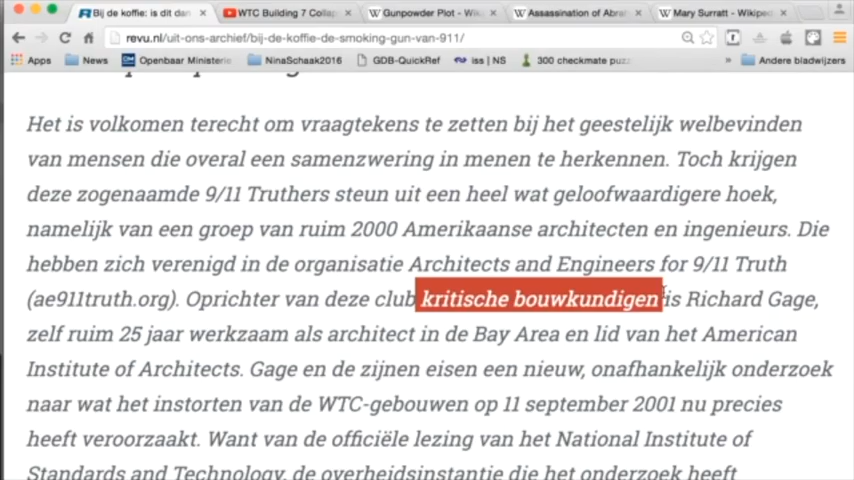 Bij de koffie: is dit dan
WTC Building 7 Collap
Gunpowder Plot - Wiki
Assassination of Abrah
Mary Surratt - Wikiped
revu.nl/uit-ons-archief/bij-de-koffie-de-smoking-gun-van-911/
Apps News Openbaar Ministerie NinaSchaak2016 GDB-QuickRef iss | NS 300 checkmate puzz » Andere bladwijzers
Het is volkomen terecht om vraagtekens te zetten bij het geestelijk welbevinden
van mensen die overal een samenzwering in menen te herkennen. Toch krijgen
deze zogenaamde 9/11 Truthers steun uit een heel wat geloofwaardigere hoek,
namelijk van een groep van ruim 2000 Amerikaanse architecten en ingenieurs. Die
hebben zich verenigd in de organisatie Architects and Engineers for 9/11 Truth
(ae911truth.org). Oprichter van deze club kritische bouwkundigen is Richard Gage,
zelf ruim 25 jaar werkzaam als architect in de Bay Area en lid van het American
Institute of Architects. Gage en de zijnen eisen een nieuw, onafhankelijk onderzoek
naar wat het instorten van de WTC-gebouwen op 11 september 2001 nu precies
heeft veroorzaakt. Want van de officiële lezing van het National Institute of
Standards and Technology, de overheidsinstantie die het onderzoek heeft